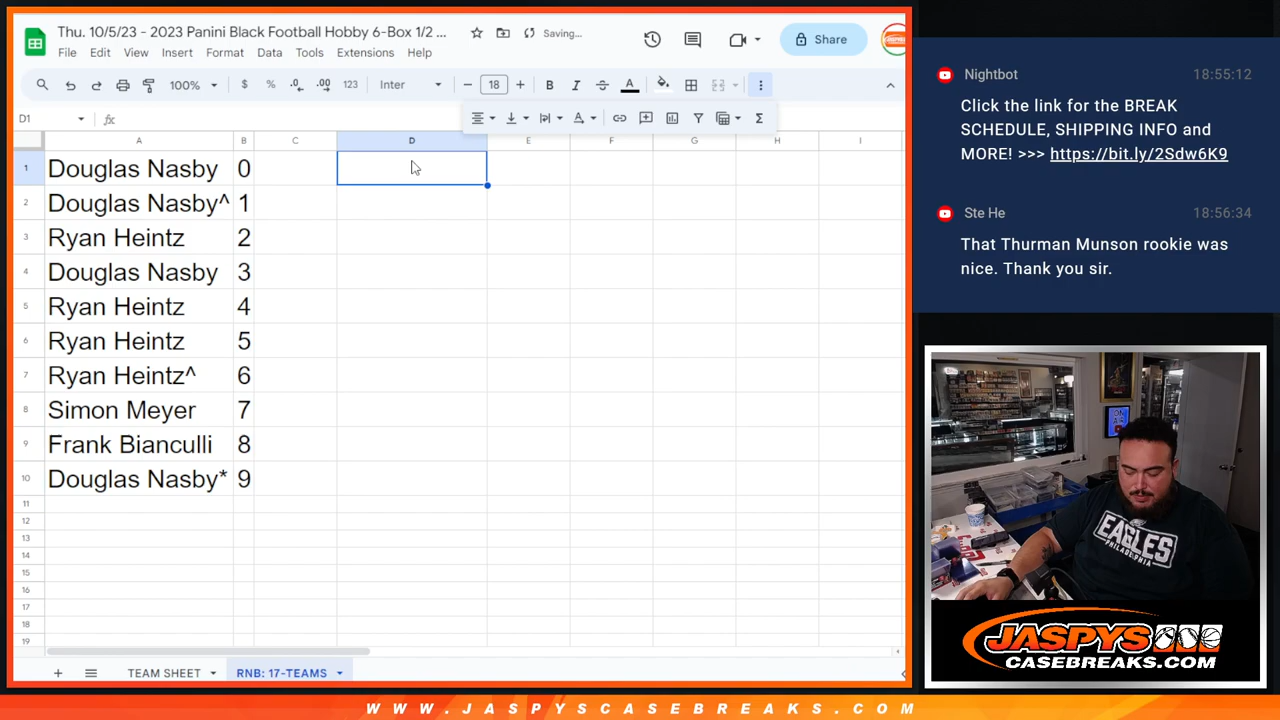 Thu. 10/5/23 - 2023 Panini Black Football Hobby 6-Box 1/2 ... Saving...
File Edit View Insert Format Data Tools Extensions Help
Share
100% $ % .0 .00 123 Inter 18 B I A
D1 fx
A B C D E F G H I
1 Douglas Nasby 0
2 Douglas Nasby^ 1
3 Ryan Heintz 2
4 Douglas Nasby 3
5 Ryan Heintz 4
6 Ryan Heintz 5
7 Ryan Heintz^ 6
8 Simon Meyer 7
9 Frank Bianculli 8
10 Douglas Nasby* 9
11
12
13
14
15
16
17
18
19
TEAM SHEET RNB: 17-TEAMS
Nightbot 18:55:12
Click the link for the BREAK
SCHEDULE, SHIPPING INFO and
MORE! >>> https://bit.ly/2Sdw6K9
Ste He 18:56:34
That Thurman Munson rookie was
nice. Thank you sir.
ON
AIR
EAGLES
PHILADELPHIA
JASPYS
CASEBREAKS.COM
WWW.JASPYSCASEBREAKS.COM